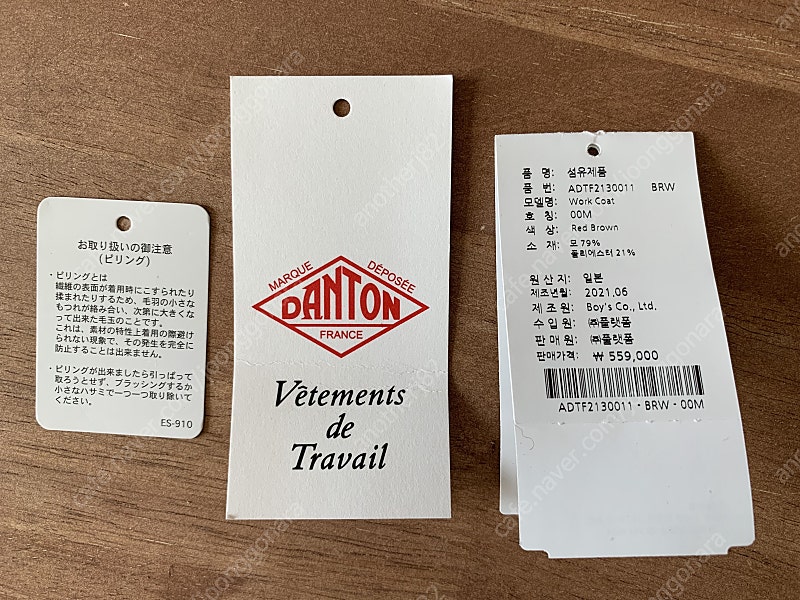 お取り扱いの御注意
(ピリング)
・ピリングとは
繊維の表面が着用時にこすられたり
揉まれたりするため、毛羽の小さな
もつれが絡み合い、次第に大きくな
って出来た毛玉のことです。
これは、素材の特性上着用の際避け
られない現象で、その発生を完全に
防止することは出来ません。
・ピリングが出来ましたら引っぱって
取ろうとせず、ブラッシングするか
小さなハサミで一つ一つ取り除いて
ください。
ES-910
MARQUE DÉPOSÉE
DANTON
FRANCE
Vêtements
de
Travail
품 명: 섬유제품
품 번: ADTF2130011 BRW
모델명: Work Coat
호 칭: 00M
색 상: Red Brown
소 재: 모 79%
폴리에스터 21%
원 산 지: 일본
제조년월: 2021.06
제 조 원: Boy's Co., Ltd.
수 입 원: ㈜플랫폼
판 매 원: ㈜플랫폼
판매가격: ₩ 559,000
ADTF2130011 - BRW - 00M